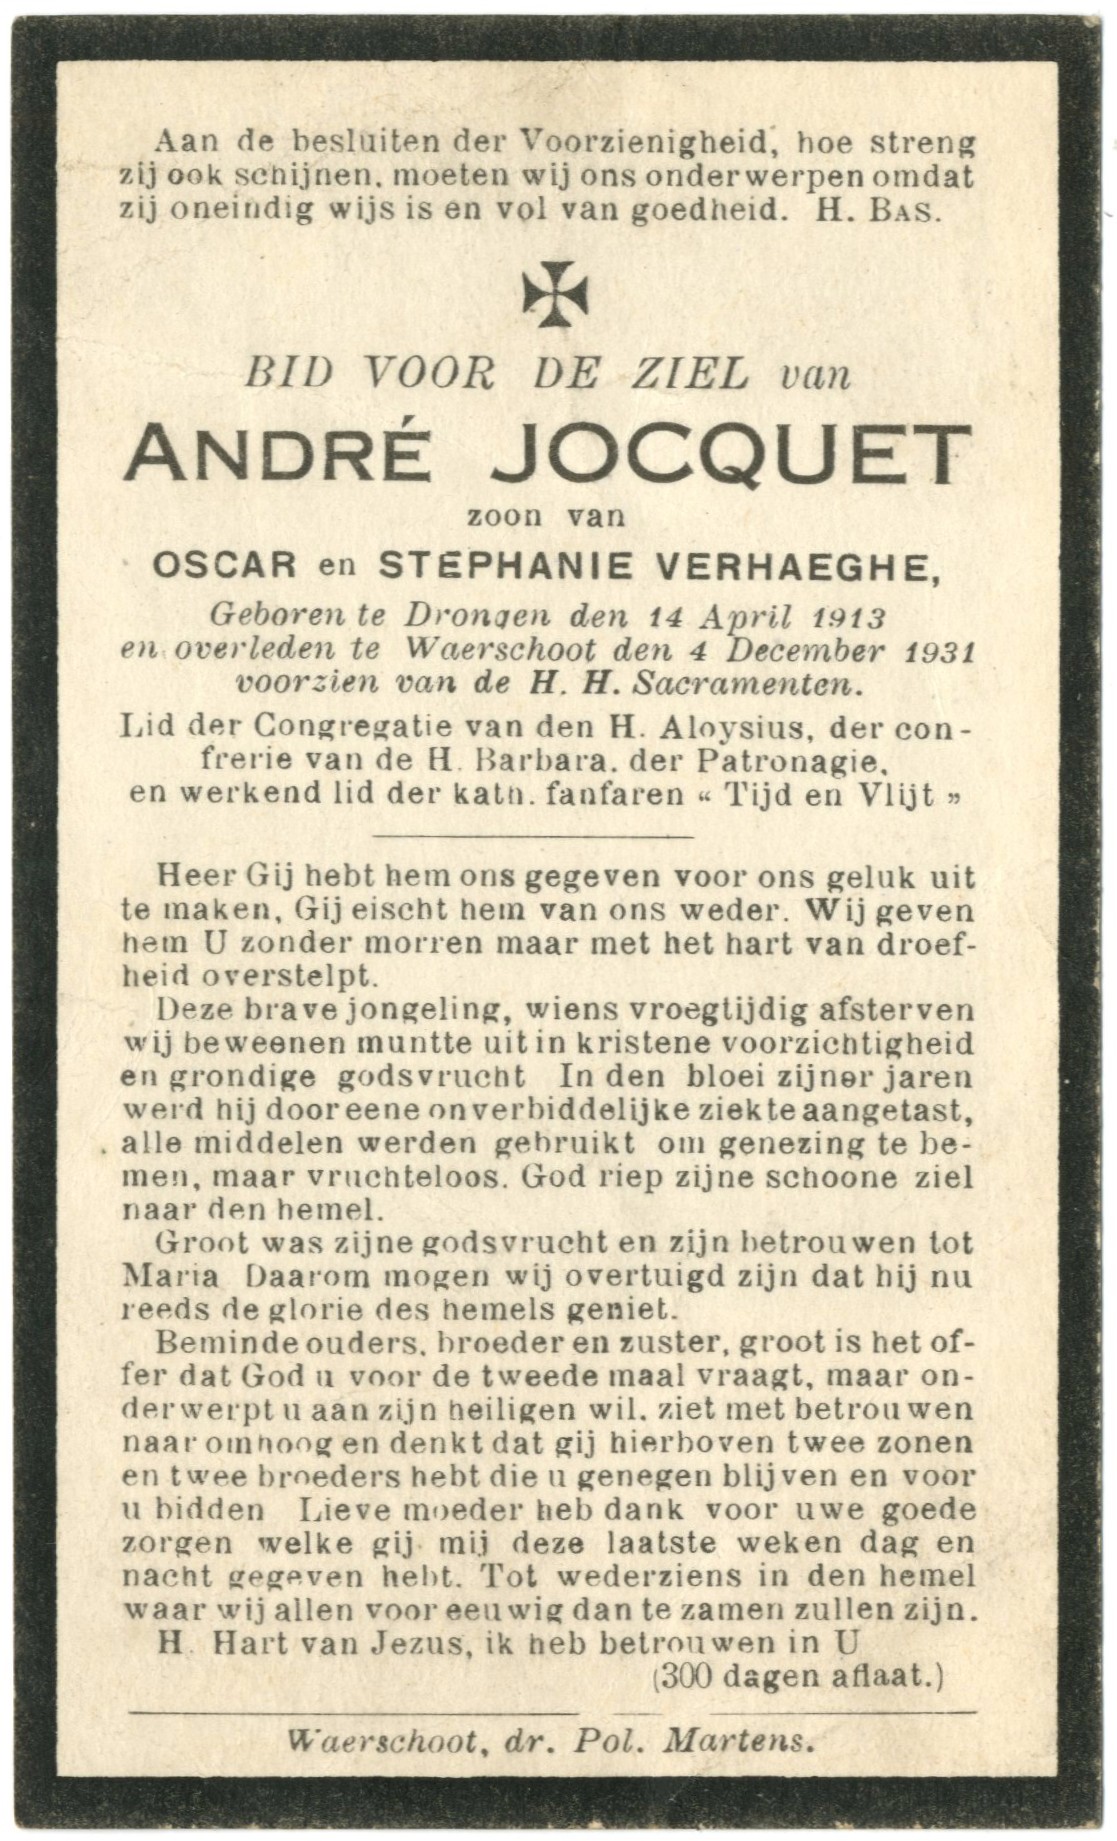 Aan de besluiten der Voorzienigheid, hoe streng
zij ook schijnen, moeten wij ons onderwerpen omdat
zij oneindig wijs is en vol van goedheid. H. BAS.
BID VOOR DE ZIEL van
ANDRÉ JOCQUET
zoon van
OSCAR en STEPHANIE VERHAEGHE,
Geboren te Drongen den 14 April 1913
en overleden te Waerschoot den 4 December 1931
voorzien van de H. H. Sacramenten.
Lid der Congregatie van den H. Aloysius, der con-
frerie van de H. Barbara, der Patronagie,
en werkend lid der kath. fanfaren “ Tijd en Vlijt „
Heer Gij hebt hem ons gegeven voor ons geluk uit
te maken, Gij eischt hem van ons weder. Wij geven
hem U zonder morren maar met het hart van droef-
heid overstelpt.
Deze brave jongeling, wiens vroegtijdig afsterven
wij beweenen muntte uit in kristene voorzichtigheid
en grondige godsvrucht In den bloei zijner jaren
werd hij door eene onverbiddelijke ziekte aangetast,
alle middelen werden gebruikt om genezing te be-
men, maar vruchteloos. God riep zijne schoone ziel
naar den hemel.
Groot was zijne godsvrucht en zijn betrouwen tot
Maria Daarom mogen wij overtuigd zijn dat hij nu
reeds de glorie des hemels geniet.
Beminde ouders, broeder en zuster, groot is het of-
fer dat God u voor de tweede maal vraagt, maar on-
derwerpt u aan zijn heiligen wil, ziet met betrouwen
naar omhoog en denkt dat gij hierboven twee zonen
en twee broeders hebt die u genegen blijven en voor
u bidden Lieve moeder heb dank voor uwe goede
zorgen welke gij mij deze laatste weken dag en
nacht gegeven hebt. Tot wederziens in den hemel
waar wij allen voor eeuwig dan te zamen zullen zijn.
H. Hart van Jezus, ik heb betrouwen in U
(300 dagen aflaat.)
Waerschoot, dr. Pol. Martens.